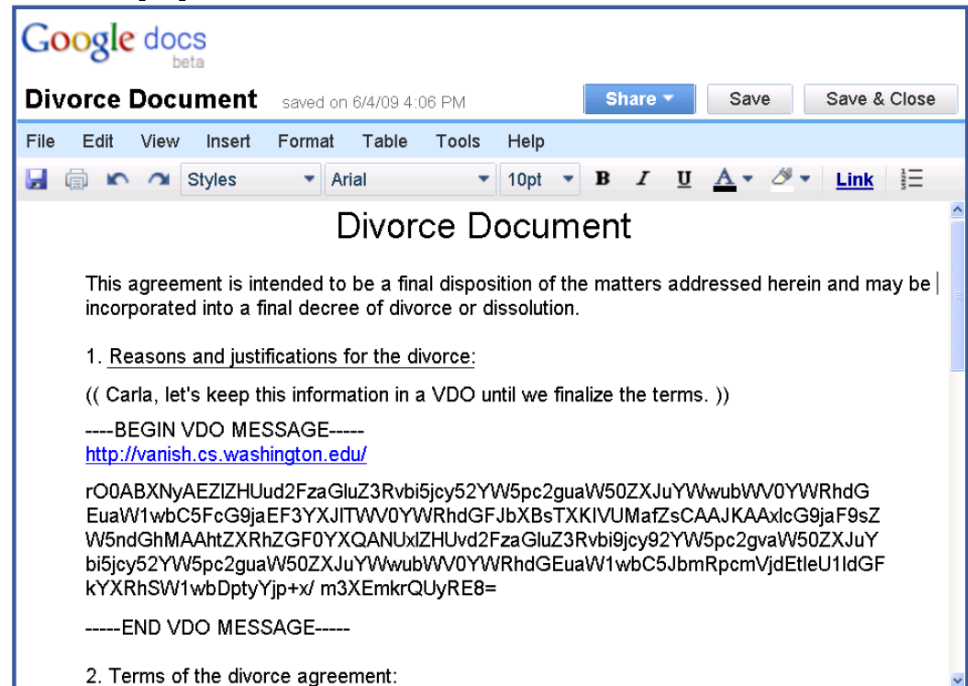 Google docs
beta
Divorce Document saved on 6/4/09 4:06 PM Share Save Save & Close
File Edit View Insert Format Table Tools Help
Styles Arial 10pt B I U A Link
Divorce Document
This agreement is intended to be a final disposition of the matters addressed herein and may be
incorporated into a final decree of divorce or dissolution.
1. Reasons and justifications for the divorce:
(( Carla, let's keep this information in a VDO until we finalize the terms. ))
----BEGIN VDO MESSAGE-----
http://vanish.cs.washington.edu/
rO0ABXNyAEZlZHUud2FzaGluZ3Rvbi5jcy52YW5pc2guaW50ZXJuYWwubWV0YWRhdG
EuaW1wbC5FcG9jaEF3YXJlTWV0YWRhdGFJbXBsTXKIVUMafZsCAAJKAAxlcG9jaF9sZ
W5ndGhMAAhtZXRhZGF0YXQANUxlZHUvd2FzaGluZ3Rvbi9jcy92YW5pc2gvaW50ZXJuY
bi5jcy52YW5pc2guaW50ZXJuYWwubWV0YWRhdGEuaW1wbC5JbmRpcmVjdEtleU1ldGF
kYXRhSW1wbDptyYjp+x/ m3XEmkrQUyRE8=
-----END VDO MESSAGE-----
2. Terms of the divorce agreement: